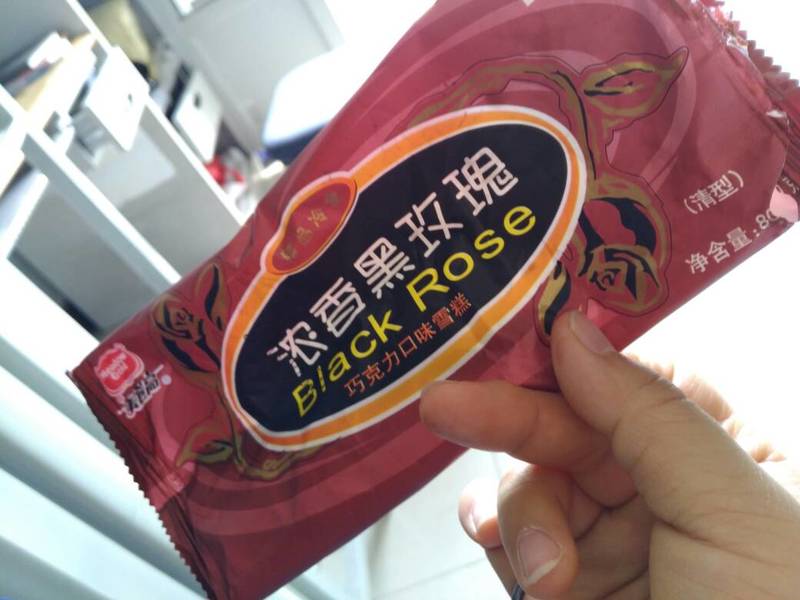 浓香黑玫瑰
Black Rose
巧克力口味雪糕
(清型)
净含量:80